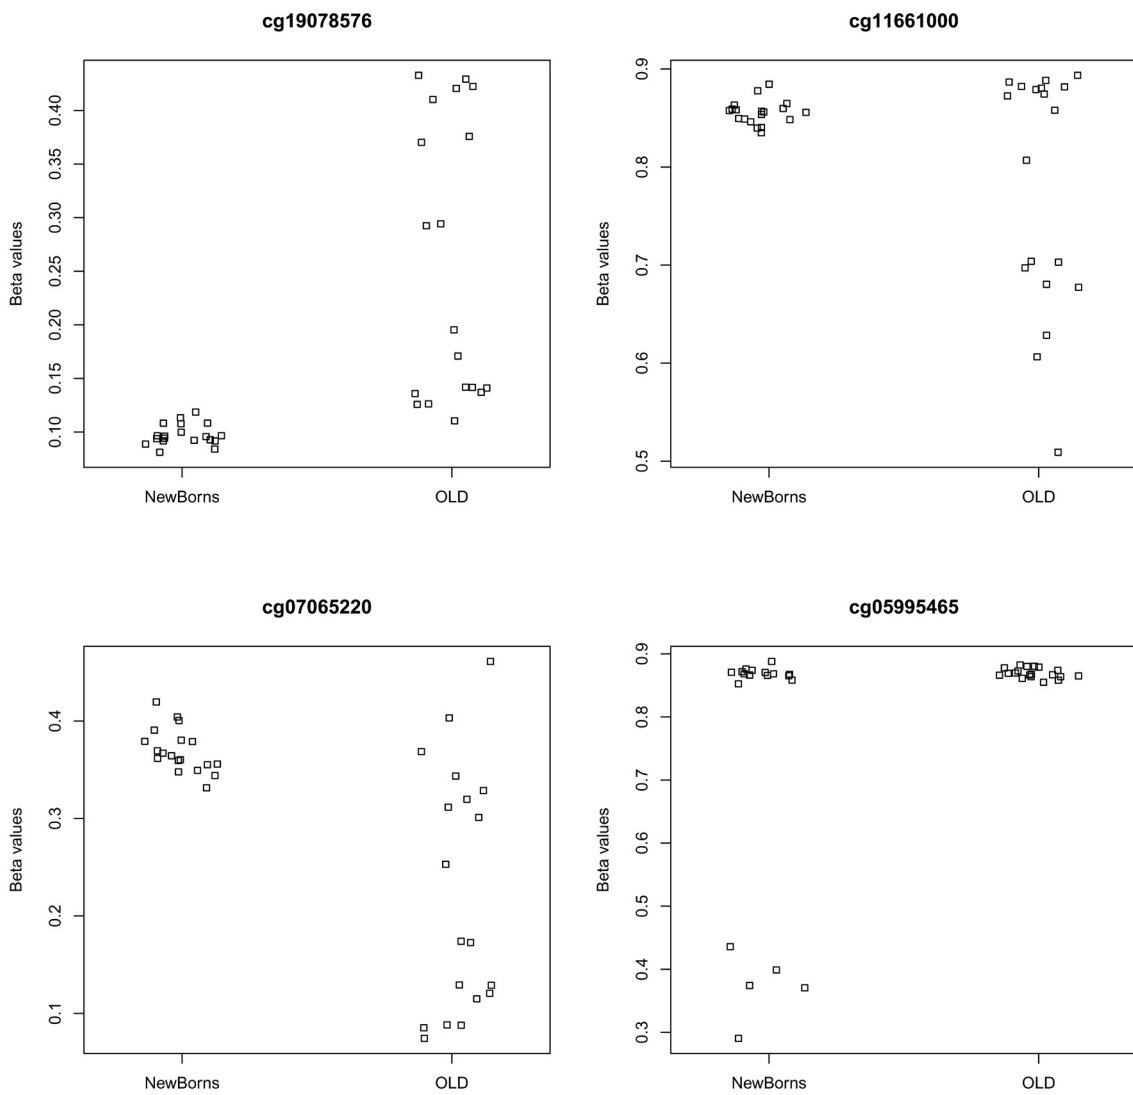 cg19078576
Beta values
0.40
0.35
0.30
0.25
0.20
0.15
0.10
NewBorns OLD
cg11661000
Beta values
0.9
0.8
0.7
0.6
0.5
NewBorns OLD
cg07065220
Beta values
0.4
0.3
0.2
0.1
NewBorns OLD
cg05995465
Beta values
0.9
0.8
0.7
0.6
0.5
0.4
0.3
NewBorns OLD